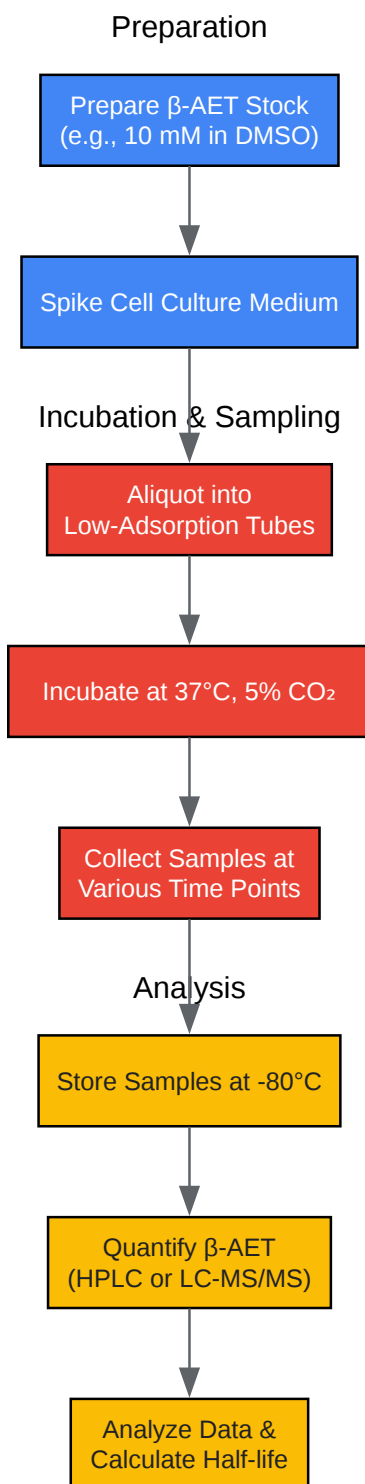 Preparation
Prepare β-AET Stock
(e.g., 10 mM in DMSO)
Spike Cell Culture Medium
Incubation & Sampling
Aliquot into
Low-Adsorption Tubes
Incubate at 37°C, 5% CO₂
Collect Samples at
Various Time Points
Analysis
Store Samples at -80°C
Quantify β-AET
(HPLC or LC-MS/MS)
Analyze Data &
Calculate Half-life